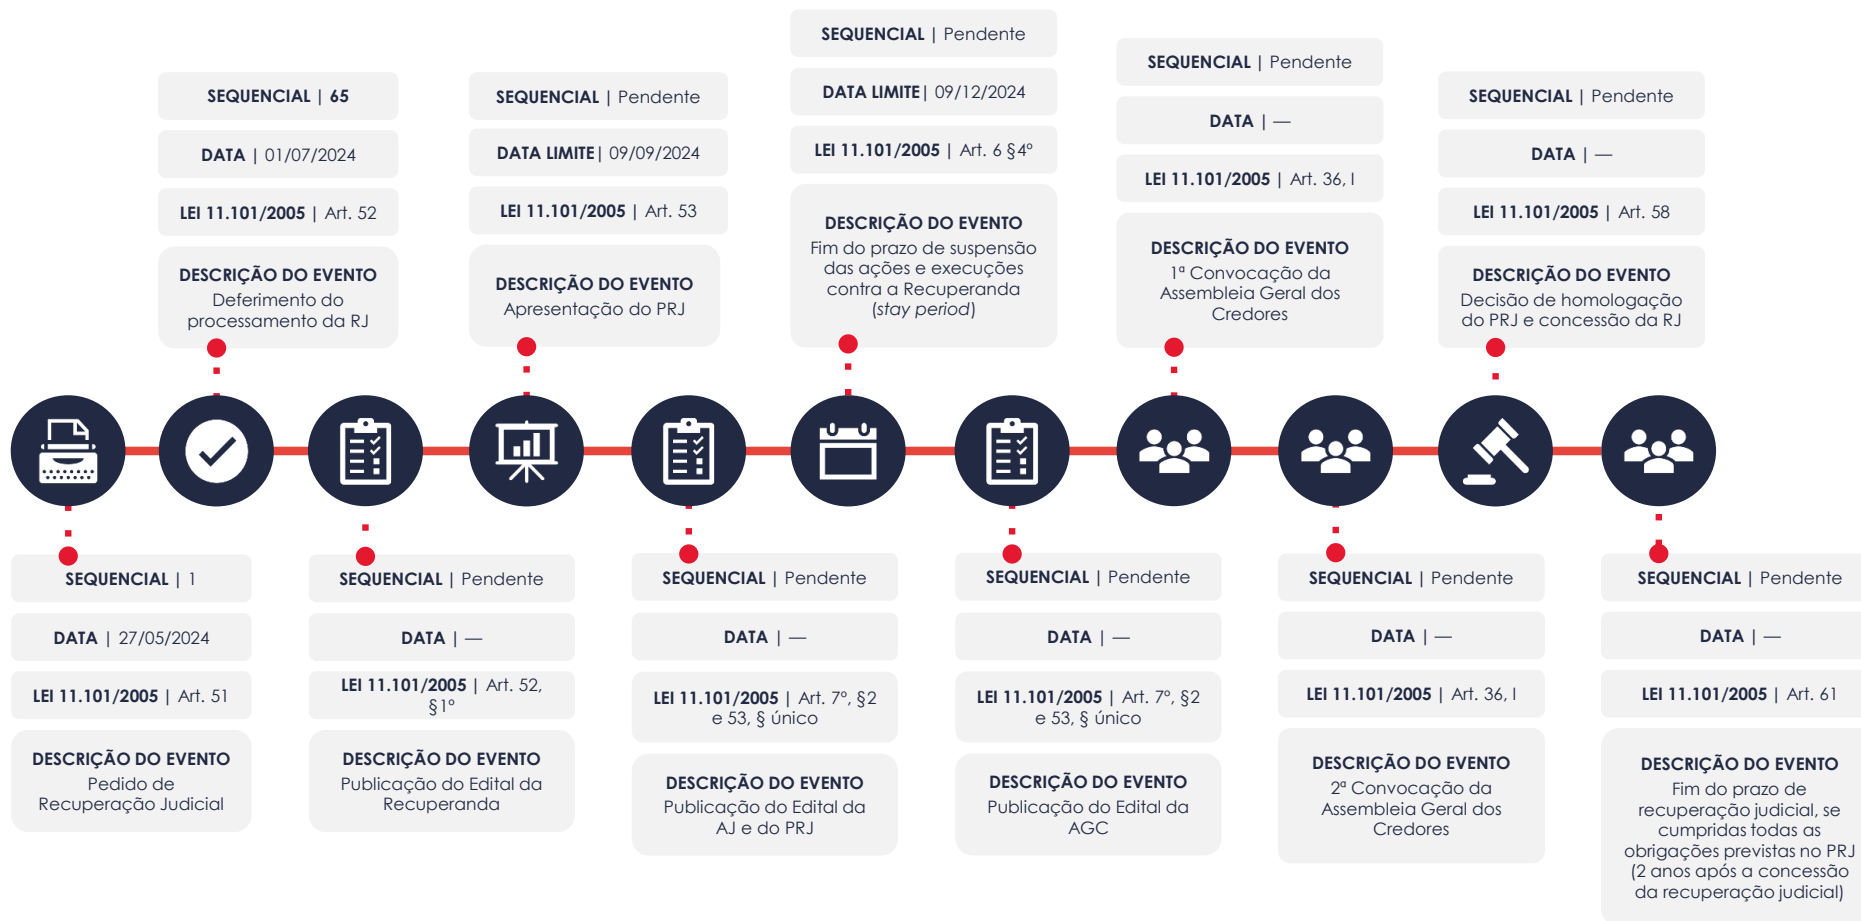 SEQUENCIAL | 65
DATA | 01/07/2024
LEI 11.101/2005 | Art. 52
DESCRIÇÃO DO EVENTO
Deferimento do
processamento da RJ
SEQUENCIAL | Pendente
DATA LIMITE| 09/09/2024
LEI 11.101/2005 | Art. 53
DESCRIÇÃO DO EVENTO
Apresentação do PRJ
SEQUENCIAL | Pendente
DATA LIMITE| 09/12/2024
LEI 11.101/2005 | Art. 6 §4º
DESCRIÇÃO DO EVENTO
Fim do prazo de suspensão
das ações e execuções
contra a Recuperanda
(stay period)
SEQUENCIAL | Pendente
DATA | —
LEI 11.101/2005 | Art. 36, I
DESCRIÇÃO DO EVENTO
1ª Convocação da
Assembleia Geral dos
Credores
SEQUENCIAL | Pendente
DATA | —
LEI 11.101/2005 | Art. 58
DESCRIÇÃO DO EVENTO
Decisão de homologação
do PRJ e concessão da RJ
SEQUENCIAL | 1
DATA | 27/05/2024
LEI 11.101/2005 | Art. 51
DESCRIÇÃO DO EVENTO
Pedido de
Recuperação Judicial
SEQUENCIAL | Pendente
DATA | —
LEI 11.101/2005 | Art. 52,
§1º
DESCRIÇÃO DO EVENTO
Publicação do Edital da
Recuperanda
SEQUENCIAL | Pendente
DATA | —
LEI 11.101/2005 | Art. 7º, §2
e 53, § único
DESCRIÇÃO DO EVENTO
Publicação do Edital da
AJ e do PRJ
SEQUENCIAL | Pendente
DATA | —
LEI 11.101/2005 | Art. 7º, §2
e 53, § único
DESCRIÇÃO DO EVENTO
Publicação do Edital da
AGC
SEQUENCIAL | Pendente
DATA | —
LEI 11.101/2005 | Art. 36, I
DESCRIÇÃO DO EVENTO
2ª Convocação da
Assembleia Geral dos
Credores
SEQUENCIAL | Pendente
DATA | —
LEI 11.101/2005 | Art. 61
DESCRIÇÃO DO EVENTO
Fim do prazo de
recuperação judicial, se
cumpridas todas as
obrigações previstas no PRJ
(2 anos após a concessão
da recuperação judicial)